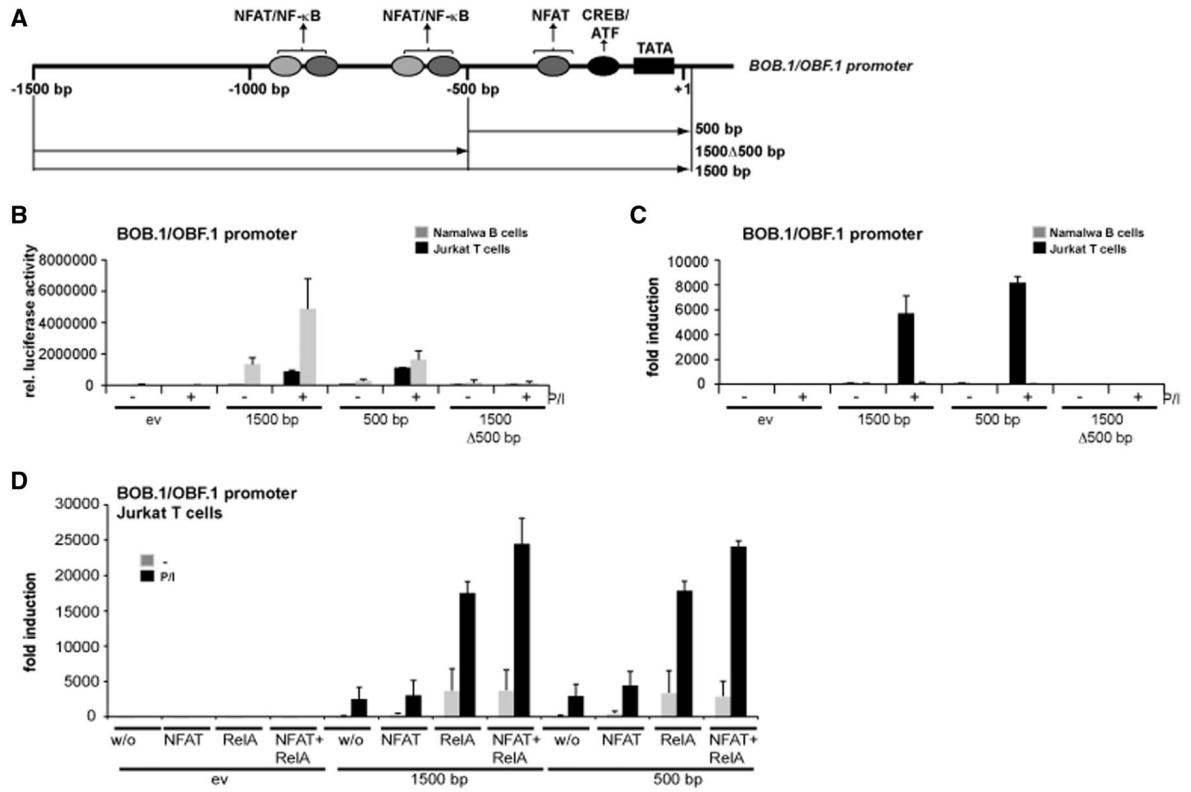 A
NFAT/NF-κB NFAT/NF-κB NFAT CREB/
ATF
TATA
BOB.1/OBF.1 promoter
-1500 bp -1000 bp -500 bp +1
500 bp
1500Δ500 bp
1500 bp
B
BOB.1/OBF.1 promoter
Namalwa B cells
Jurkat T cells
rel. luciferase activity
8000000
6000000
4000000
2000000
0
- + - + - + - + P/I
ev 1500 bp 500 bp 1500
Δ500 bp
C
BOB.1/OBF.1 promoter
Namalwa B cells
Jurkat T cells
fold induction
10000
8000
6000
4000
2000
0
- + - + - + - + P/I
ev 1500 bp 500 bp 1500
Δ500 bp
D
BOB.1/OBF.1 promoter
Jurkat T cells
-
P/I
fold induction
30000
25000
20000
15000
10000
5000
0
w/o NFAT RelA NFAT+ w/o NFAT RelA NFAT+ w/o NFAT RelA NFAT+
RelA RelA RelA
ev 1500 bp 500 bp